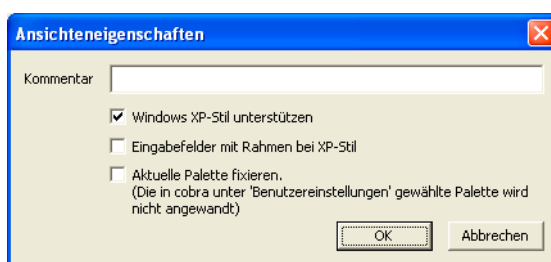 Ansichteneigenschaften
Kommentar
Windows XP-Stil unterstützen
Eingabefelder mit Rahmen bei XP-Stil
Aktuelle Palette fixieren.
(Die in cobra unter 'Benutzereinstellungen' gewählte Palette wird
nicht angewandt)
OK
Abbrechen